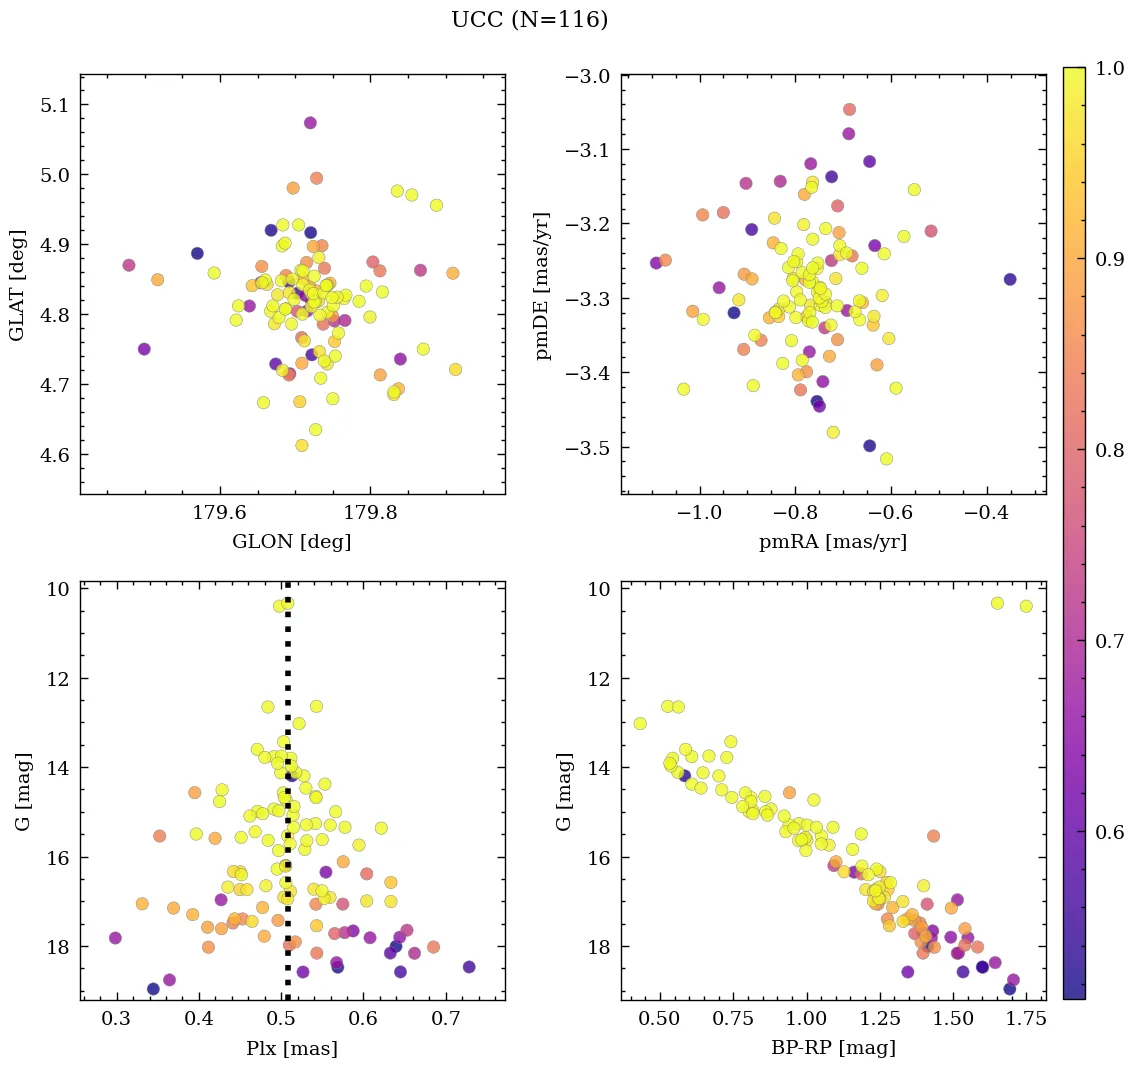 UCC (N=116)
5.1
5.0
4.9
4.8
4.7
4.6
GLAT [deg]
179.6 179.8
GLON [deg]
−3.0
−3.1
−3.2
−3.3
−3.4
−3.5
pmDE [mas/yr]
−1.0 −0.8 −0.6 −0.4
pmRA [mas/yr]
10
12
14
16
18
G [mag]
0.3 0.4 0.5 0.6 0.7
Plx [mas]
10
12
14
16
18
G [mag]
0.50 0.75 1.00 1.25 1.50 1.75
BP-RP [mag]
1.0
0.9
0.8
0.7
0.6